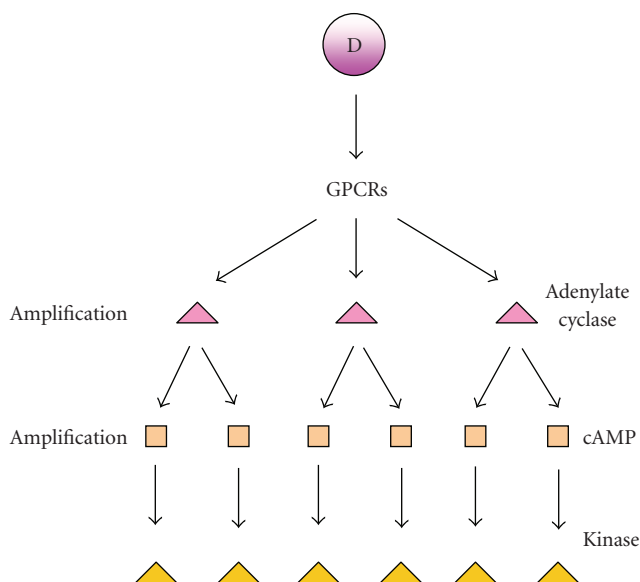 D
GPCRs
Amplification
Adenylate
cyclase
Amplification
cAMP
Kinase